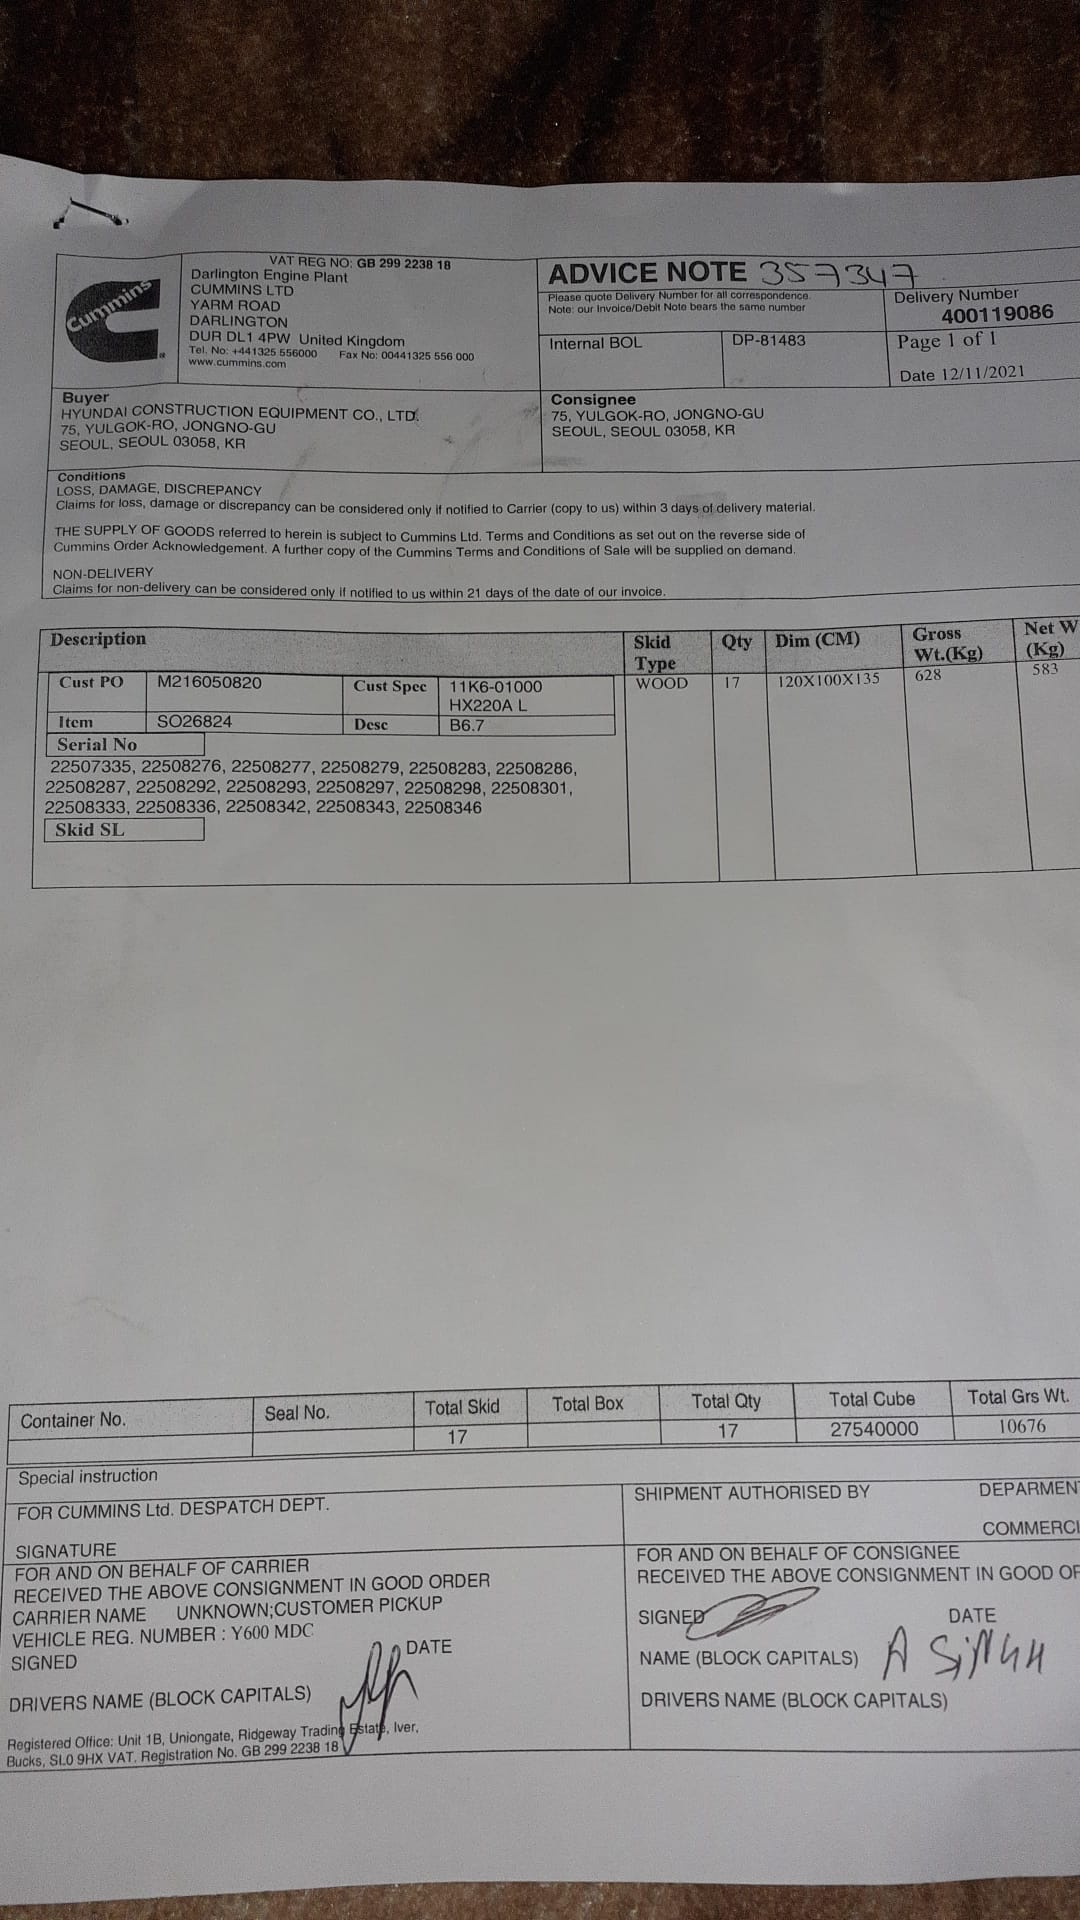 Cummins
VAT REG NO: GB 299 2238 18
Darlington Engine Plant
CUMMINS LTD
YARM ROAD
DARLINGTON
DUR DL1 4PW United Kingdom
Tel. No: +441325 556000 Fax No: 00441325 556 000
www.cummins.com
ADVICE NOTE 357347
Please quote Delivery Number for all correspondence.
Note: our Invoice/Debit Note bears the same number
Delivery Number
400119086
Internal BOL DP-81483
Page 1 of 1
Date 12/11/2021
Buyer
HYUNDAI CONSTRUCTION EQUIPMENT CO., LTD.
75, YULGOK-RO, JONGNO-GU
SEOUL, SEOUL 03058, KR
Consignee
75, YULGOK-RO, JONGNO-GU
SEOUL, SEOUL 03058, KR
Conditions
LOSS, DAMAGE, DISCREPANCY
Claims for loss, damage or discrepancy can be considered only if notified to Carrier (copy to us) within 3 days of delivery material.
THE SUPPLY OF GOODS referred to herein is subject to Cummins Ltd. Terms and Conditions as set out on the reverse side of
Cummins Order Acknowledgement. A further copy of the Cummins Terms and Conditions of Sale will be supplied on demand.
NON-DELIVERY
Claims for non-delivery can be considered only if notified to us within 21 days of the date of our invoice.
Description Skid Type Qty Dim (CM) Gross Wt.(Kg) Net W (Kg)
Cust PO M216050820 Cust Spec 11K6-01000 WOOD 17 120X100X135 628 583
HX220A L
Item SO26824 Desc B6.7
Serial No
22507335, 22508276, 22508277, 22508279, 22508283, 22508286,
22508287, 22508292, 22508293, 22508297, 22508298, 22508301,
22508333, 22508336, 22508342, 22508343, 22508346
Skid SL
Container No. Seal No. Total Skid Total Box Total Qty Total Cube Total Grs Wt.
17 17 27540000 10676
Special instruction
FOR CUMMINS Ltd. DESPATCH DEPT.
SIGNATURE
SHIPMENT AUTHORISED BY DEPARMEN
COMMERCI
FOR AND ON BEHALF OF CARRIER
RECEIVED THE ABOVE CONSIGNMENT IN GOOD ORDER
CARRIER NAME UNKNOWN;CUSTOMER PICKUP
VEHICLE REG. NUMBER : Y600 MDC
SIGNED DATE
DRIVERS NAME (BLOCK CAPITALS)
FOR AND ON BEHALF OF CONSIGNEE
RECEIVED THE ABOVE CONSIGNMENT IN GOOD OR
SIGNED DATE
NAME (BLOCK CAPITALS) A SiNGH
DRIVERS NAME (BLOCK CAPITALS)
Registered Office: Unit 1B, Uniongate, Ridgeway Trading Estate, Iver,
Bucks, SL0 9HX VAT. Registration No. GB 299 2238 18